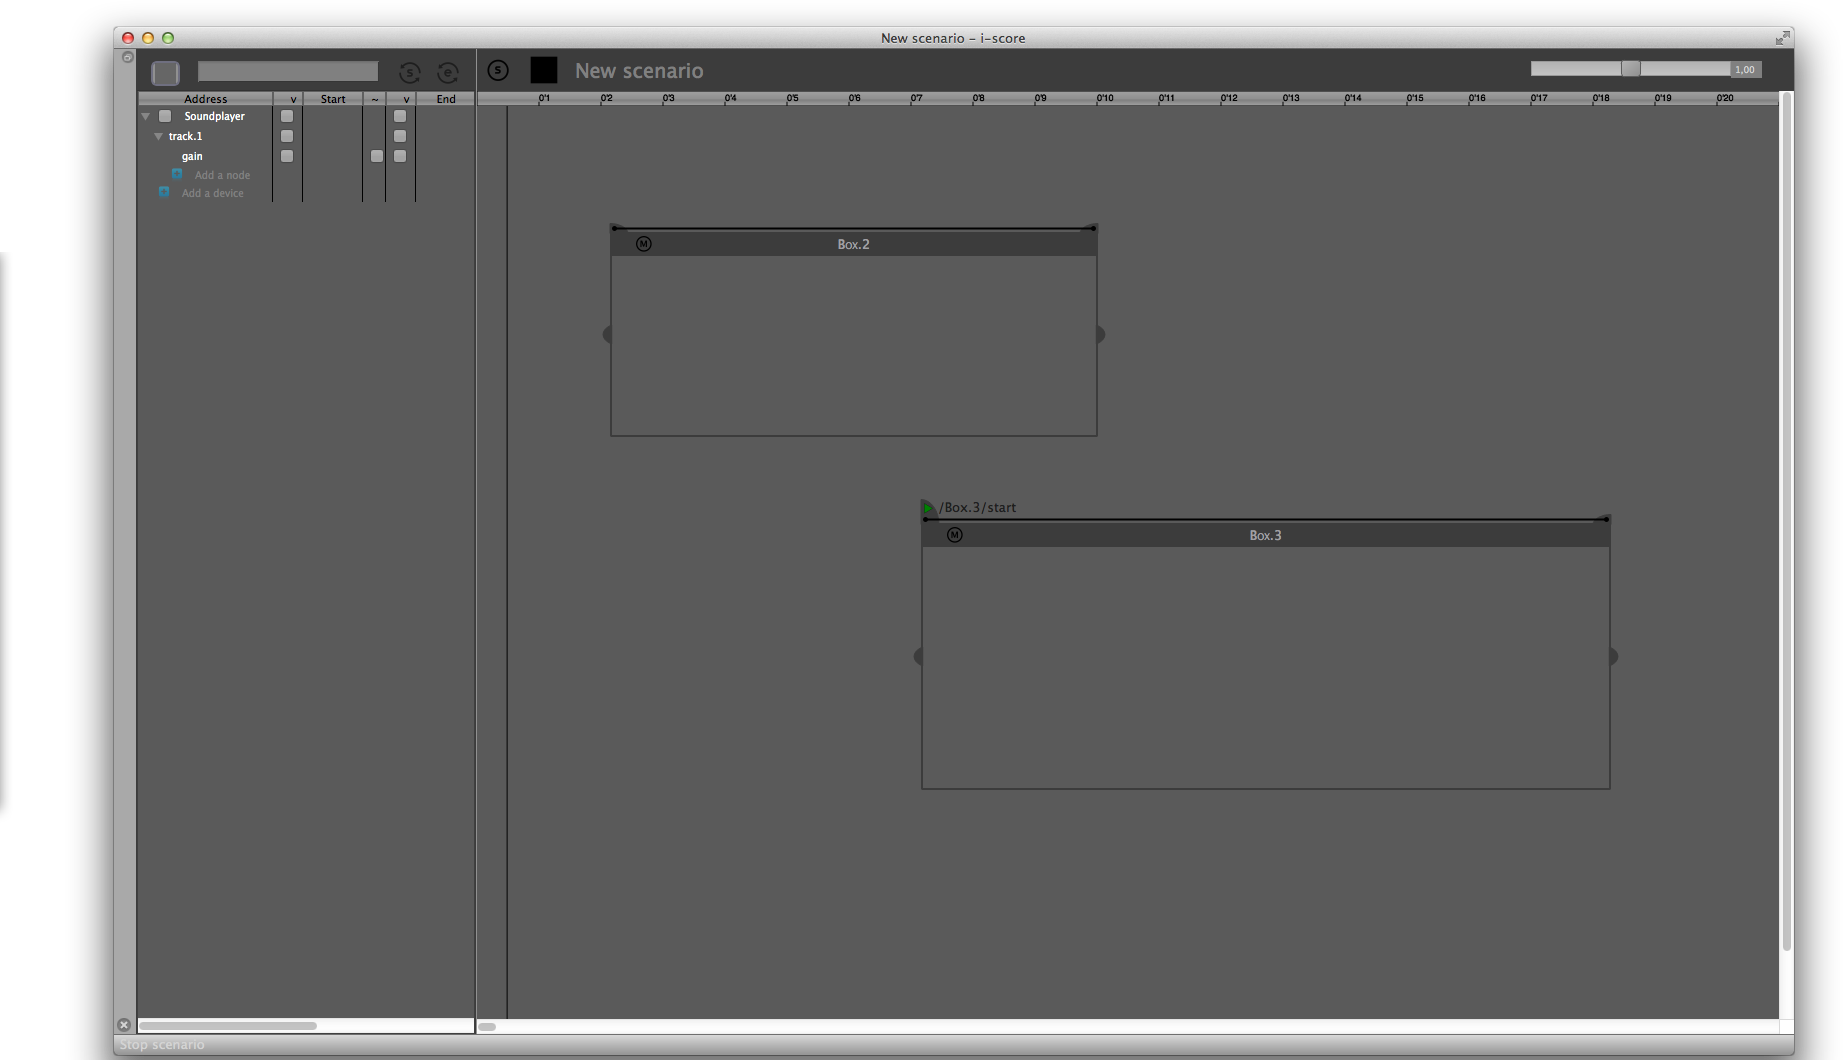 New scenario – i-score
S e S New scenario 1,00
Address v Start ~ v End
0'1 0'2 0'3 0'4 0'5 0'6 0'7 0'8 0'9 0'10 0'11 0'12 0'13 0'14 0'15 0'16 0'17 0'18 0'19 0'20
Soundplayer
track.1
gain
Add a node
Add a device
M Box.2
/Box.3/start
M Box.3
Stop scenario